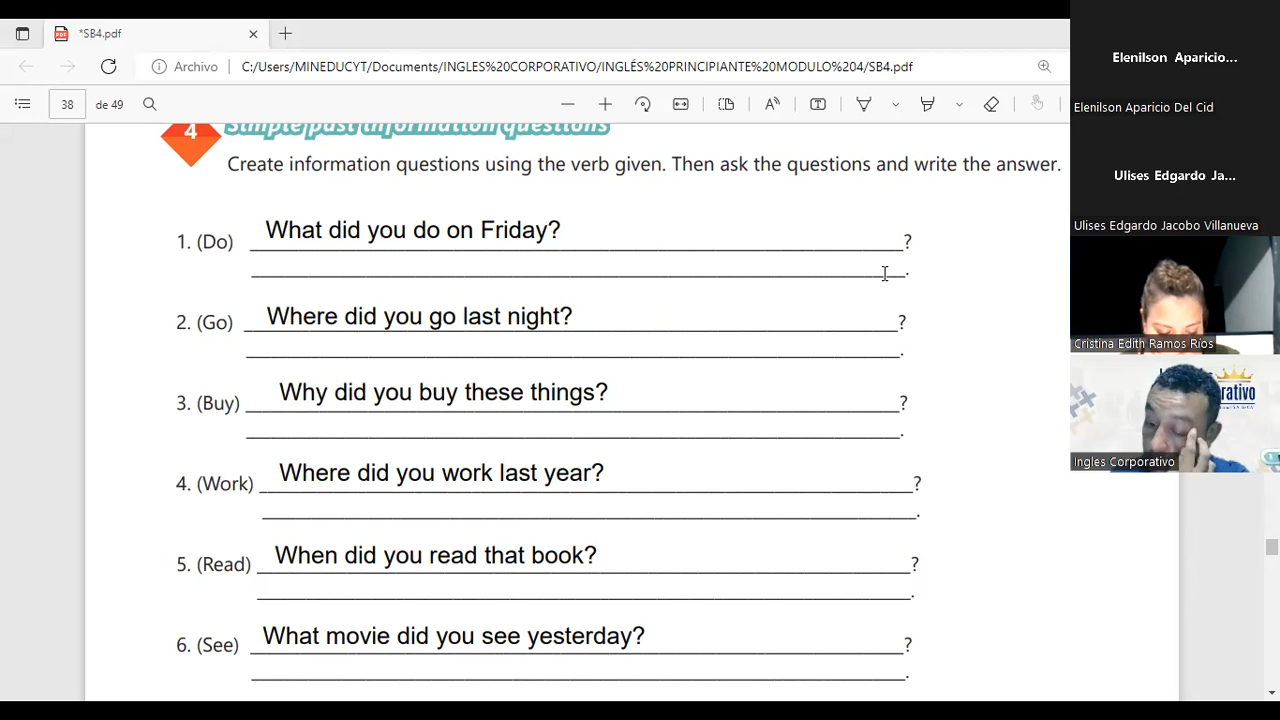 *SB4.pdf
Archivo
C:/Users/MINEDUCYT/Documents/INGLES%20CORPORATIVO/INGLÉS%20PRINCIPIANTE%20MODULO%204/SB4.pdf
38 de 49
4 Simple past information questions
Create information questions using the verb given. Then ask the questions and write the answer.
1. (Do) What did you do on Friday? ?
.
2. (Go) Where did you go last night? ?
.
3. (Buy) Why did you buy these things? ?
.
4. (Work) Where did you work last year? ?
.
5. (Read) When did you read that book? ?
.
6. (See) What movie did you see yesterday? ?
.
Elenilson Aparicio...
Elenilson Aparicio Del Cid
Ulises Edgardo Ja...
Ulises Edgardo Jacobo Villanueva
Cristina Edith Ramos Ríos
Ingles Corporativo